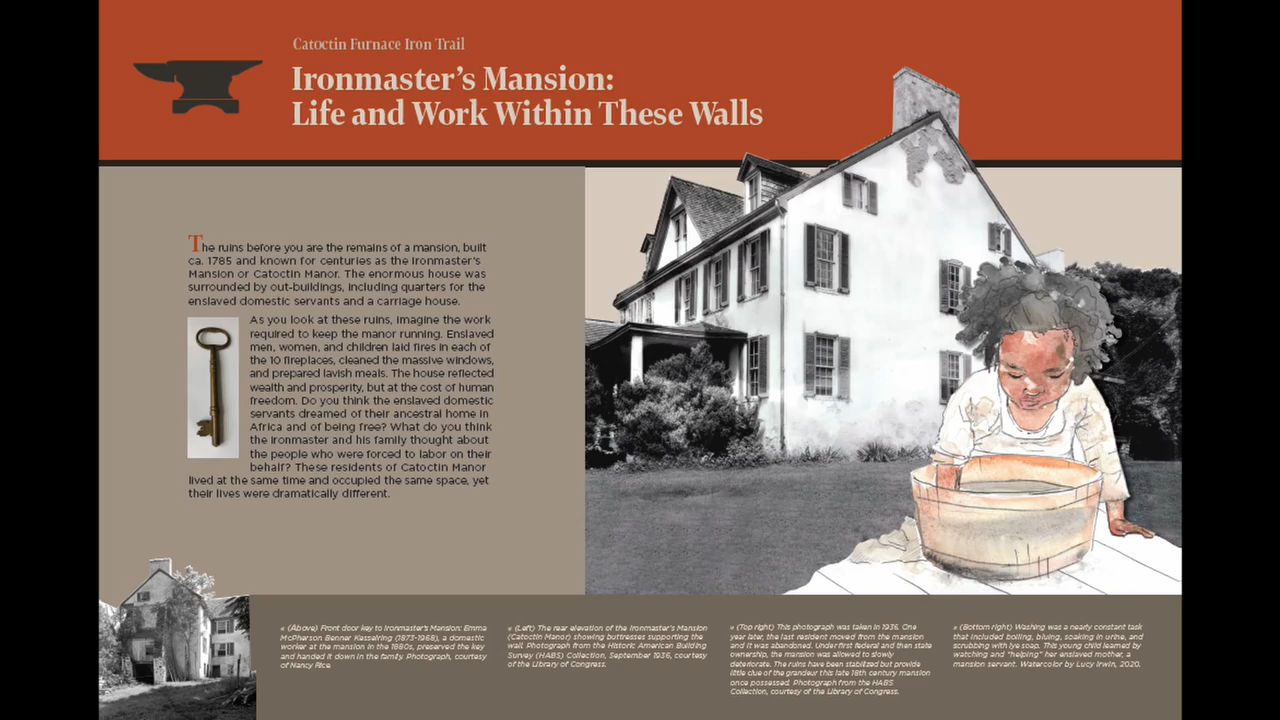 Catoctin Furnace Iron Trail
Ironmaster's Mansion:
Life and Work Within These Walls
The ruins before you are the remains of a mansion, built
ca. 1785 and known for centuries as the Ironmaster's
Mansion or Catoctin Manor. The enormous house was
surrounded by out-buildings, including quarters for the
enslaved domestic servants and a carriage house.
As you look at these ruins, imagine the work
required to keep the manor running. Enslaved
men, women, and children laid fires in each of
the 10 fireplaces, cleaned the massive windows,
and prepared lavish meals. The house reflected
wealth and prosperity, but at the cost of human
freedom. Do you think the enslaved domestic
servants dreamed of their ancestral home in
Africa and of being free? What do you think
the ironmaster and his family thought about
the people who were forced to labor on their
behalf? These residents of Catoctin Manor
lived at the same time and occupied the same space, yet
their lives were dramatically different.
» (Above) Front door key to Ironmaster's Mansion: Emma
McPherson Benner Kesselring (1873-1968), a domestic
worker at the mansion in the 1880s, preserved the key
and handed it down in the family. Photograph, courtesy
of Nancy Rice.
» (Left) The rear elevation of the Ironmaster's Mansion
(Catoctin Manor) showing buttresses supporting the
wall. Photograph from the Historic American Building
Survey (HABS) Collection, September 1936, courtesy
of the Library of Congress.
» (Top right) This photograph was taken in 1936. One
year later, the last resident moved from the mansion
and it was abandoned. Under first federal and then state
ownership, the mansion was allowed to slowly
deteriorate. The ruins have been stabilized but provide
little clue of the grandeur this late 18th century mansion
once possessed. Photograph from the HABS
Collection, courtesy of the Library of Congress.
» (Bottom right) Washing was a nearly constant task
that included boiling, bluing, soaking in urine, and
scrubbing with lye soap. This young child learned by
watching and "helping" her enslaved mother, a
mansion servant. Watercolor by Lucy Irwin, 2020.